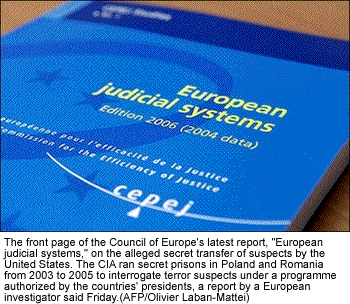 European
judicial systems
Edition 2006 (2004 data)
européenne pour l'efficacité de la justice
Commission for the Efficiency of Justice
cepej
The front page of the Council of Europe's latest report, "European
judicial systems," on the alleged secret transfer of suspects by the
United States. The CIA ran secret prisons in Poland and Romania
from 2003 to 2005 to interrogate terror suspects under a programme
authorized by the countries' presidents, a report by a European
investigator said Friday.(AFP/Olivier Laban-Mattei)